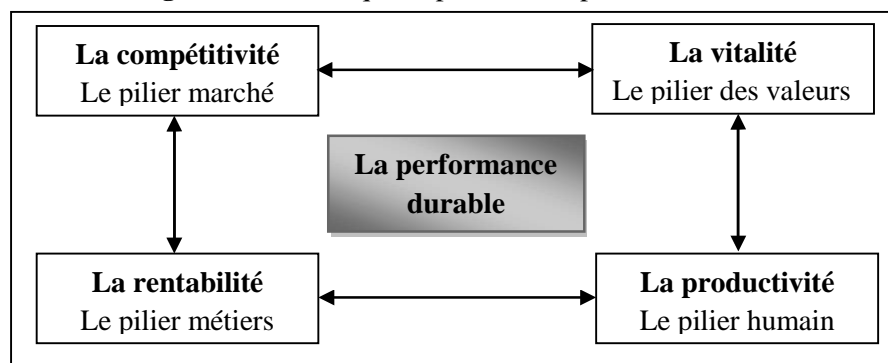 La compétitivité
Le pilier marché
La vitalité
Le pilier des valeurs
La performance
durable
La rentabilité
Le pilier métiers
La productivité
Le pilier humain